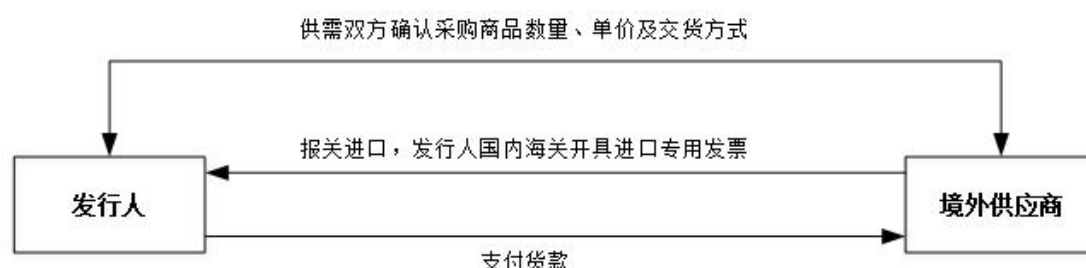 供需双方确认采购商品数量、单价及交货方式
报关进口，发行人国内海关开具进口专用发票
发行人
境外供应商
支付货款